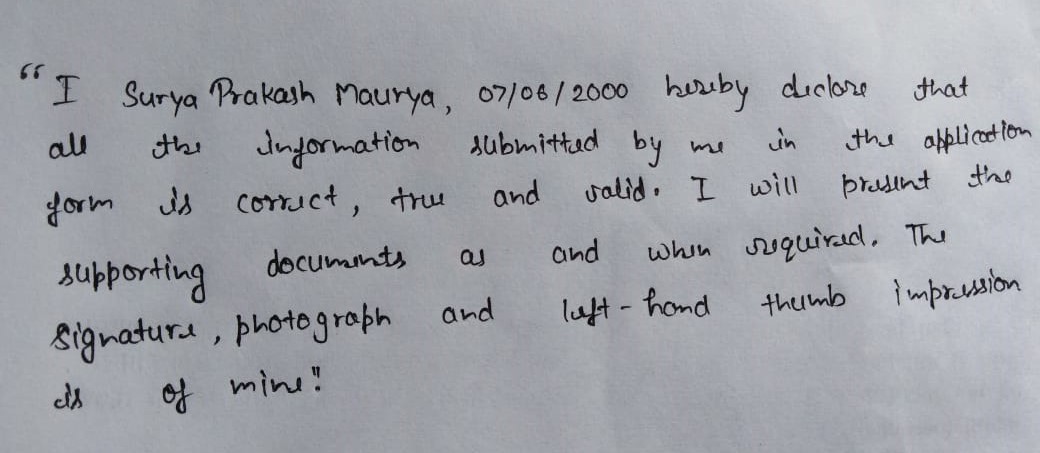 "I Surya Prakash Maurya, 07/06/2000 hereby declare that
all the Information submitted by me in the application
form is correct, true and valid. I will present the
supporting documents as and when required. The
Signature, photograph and left-hand thumb impression
is of mine!"